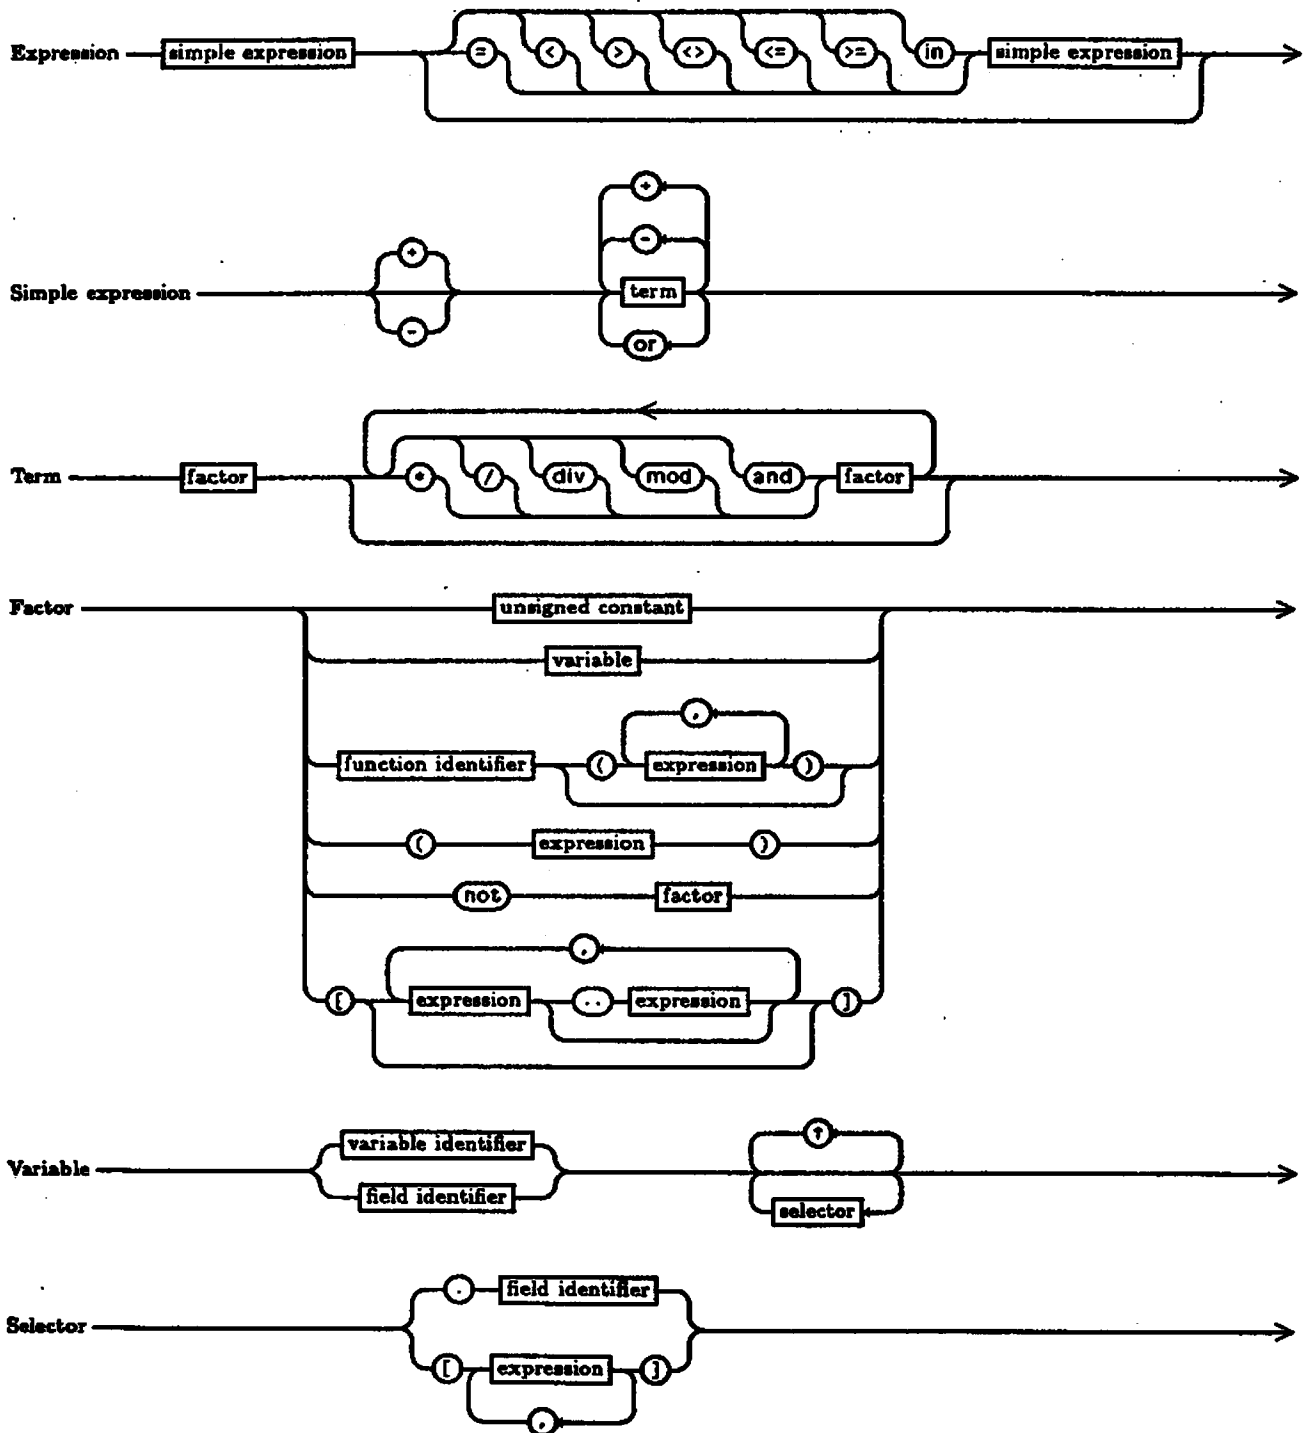 Expression simple expression = < > <> <= >= in simple expression
+
-
+
Simple expression term
-
or
* / div mod and
Term factor factor
Factor unsigned constant
variable
,
function identifier ( expression )
( expression )
not factor
,
[ expression .. expression ]
↑
variable identifier
Variable
field identifier
selector
. field identifier
Selector
[ expression ]
,